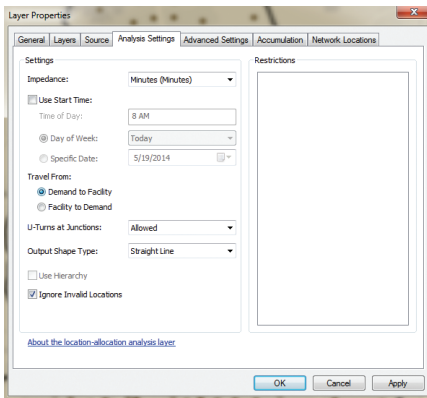 Layer Properties
General Layers Source Analysis Settings Advanced Settings Accumulation Network Locations
Settings
Impedance: Minutes (Minutes)
Use Start Time:
Time of Day: 8 AM
Day of Week: Today
Specific Date: 5/19/2014
Travel From:
Demand to Facility
Facility to Demand
U-Turns at Junctions: Allowed
Output Shape Type: Straight Line
Use Hierarchy
Ignore Invalid Locations
Restrictions
About the location-allocation analysis layer
OK Cancel Apply